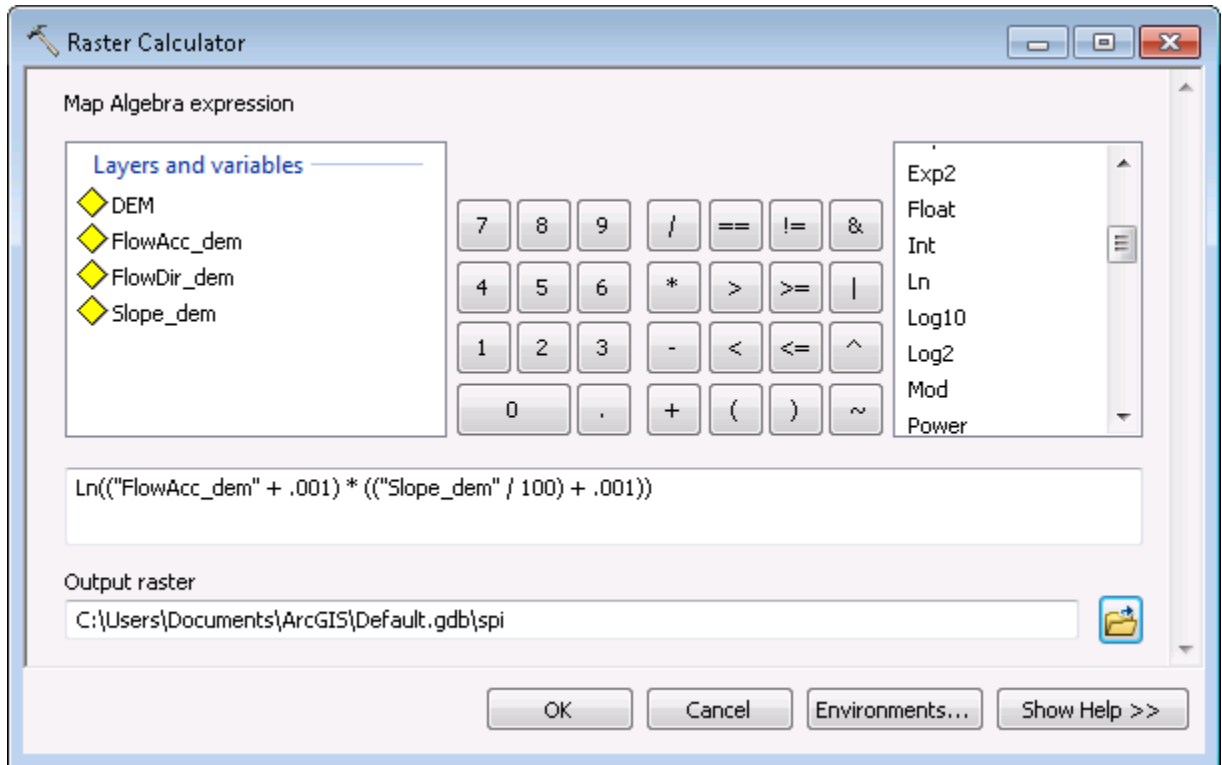 Raster Calculator
Map Algebra expression
Layers and variables
DEM
FlowAcc_dem
FlowDir_dem
Slope_dem
7 8 9 / == != &
4 5 6 * > >= |
1 2 3 - < <= ^
0 . + ( ) ~
Exp2
Float
Int
Ln
Log10
Log2
Mod
Power
Ln(("FlowAcc_dem" + .001) * (("Slope_dem" / 100) + .001))
Output raster
C:\Users\Documents\ArcGIS\Default.gdb\spi
OK Cancel Environments... Show Help >>